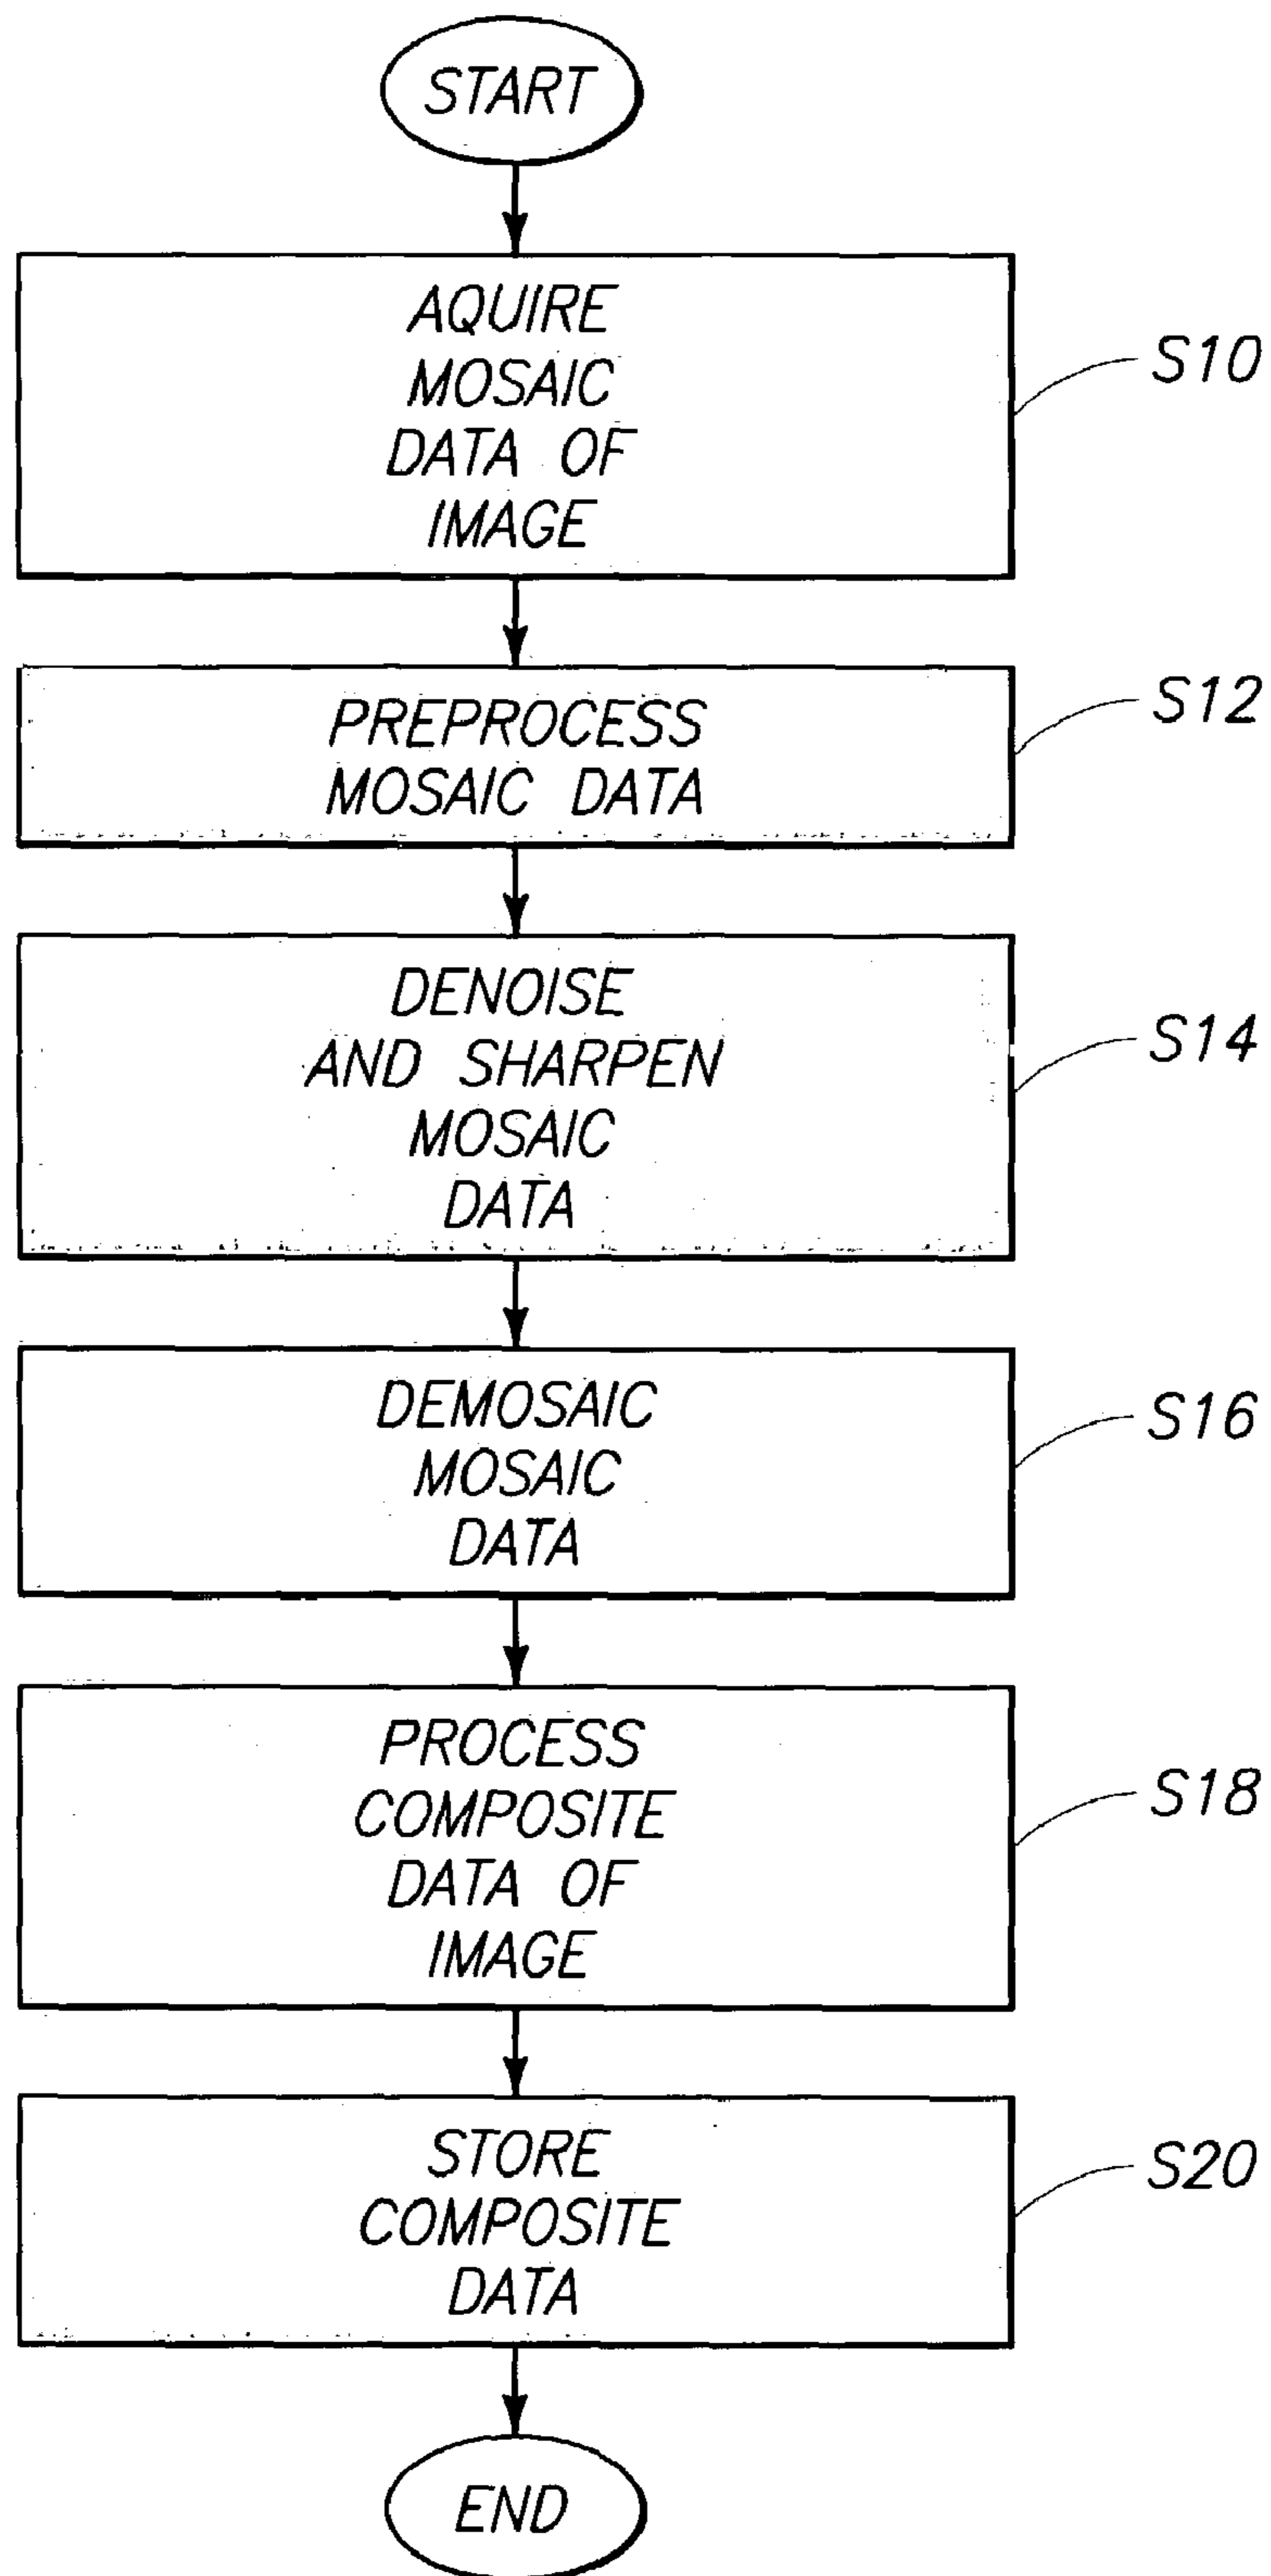 START
AQUIRE
MOSAIC
DATA OF
IMAGE
S10
PREPROCESS
MOSAIC DATA
S12
DENOISE
AND SHARPEN
MOSAIC
DATA
S14
DEMOSAIC
MOSAIC
DATA
S16
PROCESS
COMPOSITE
DATA OF
IMAGE
S18
STORE
COMPOSITE
DATA
S20
END